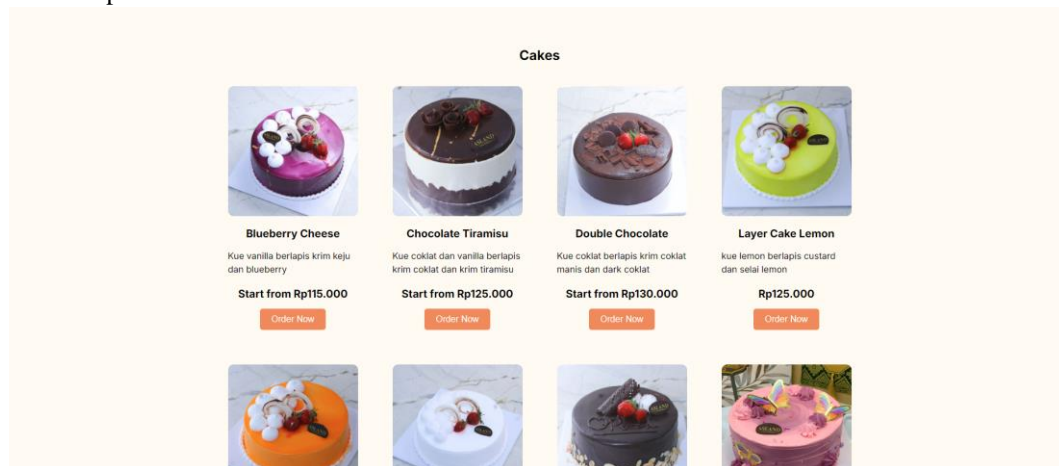 Cakes
Blueberry Cheese
Kue vanilla berlapis krim keju
dan blueberry
Start from Rp115.000
Order Now
Chocolate Tiramisu
Kue coklat dan vanilla berlapis
krim coklat dan krim tiramisu
Start from Rp125.000
Order Now
Double Chocolate
Kue coklat berlapis krim coklat
manis dan dark coklat
Start from Rp130.000
Order Now
Layer Cake Lemon
kue lemon berlapis custard
dan selai lemon
Rp125.000
Order Now